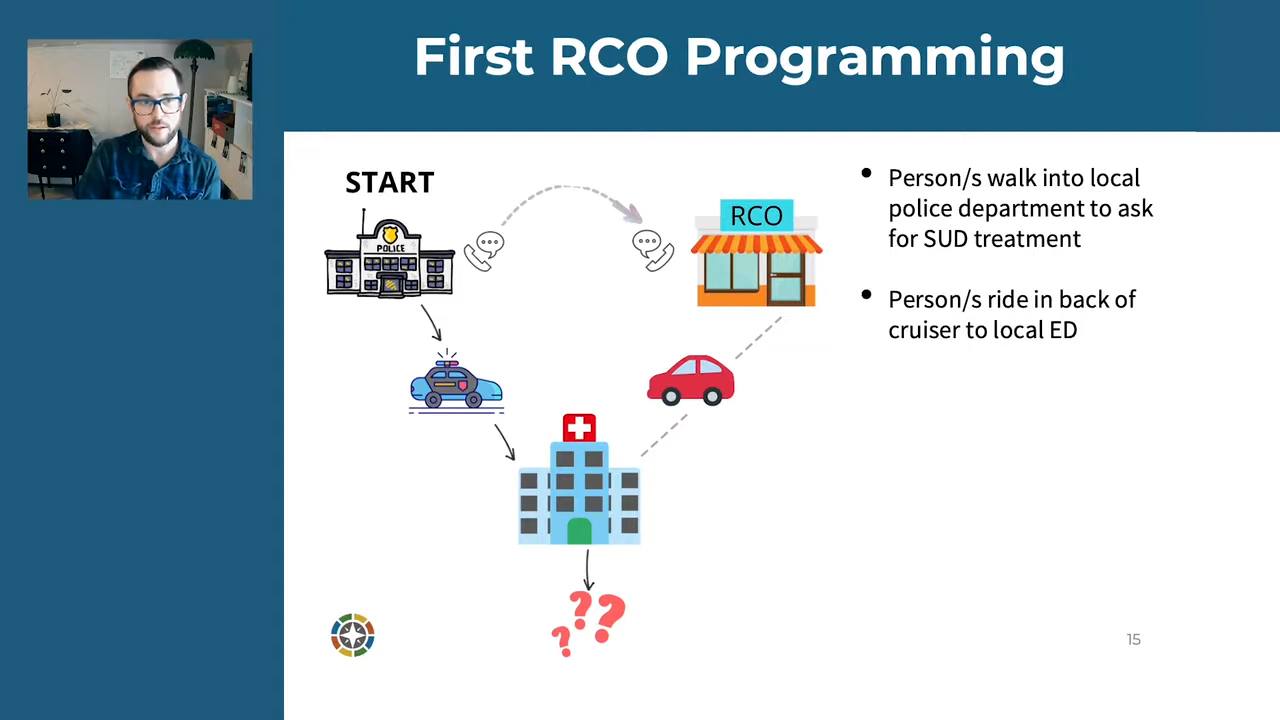 First RCO Programming
START
POLICE
RCO
• Person/s walk into local
police department to ask
for SUD treatment
• Person/s ride in back of
cruiser to local ED
???
15